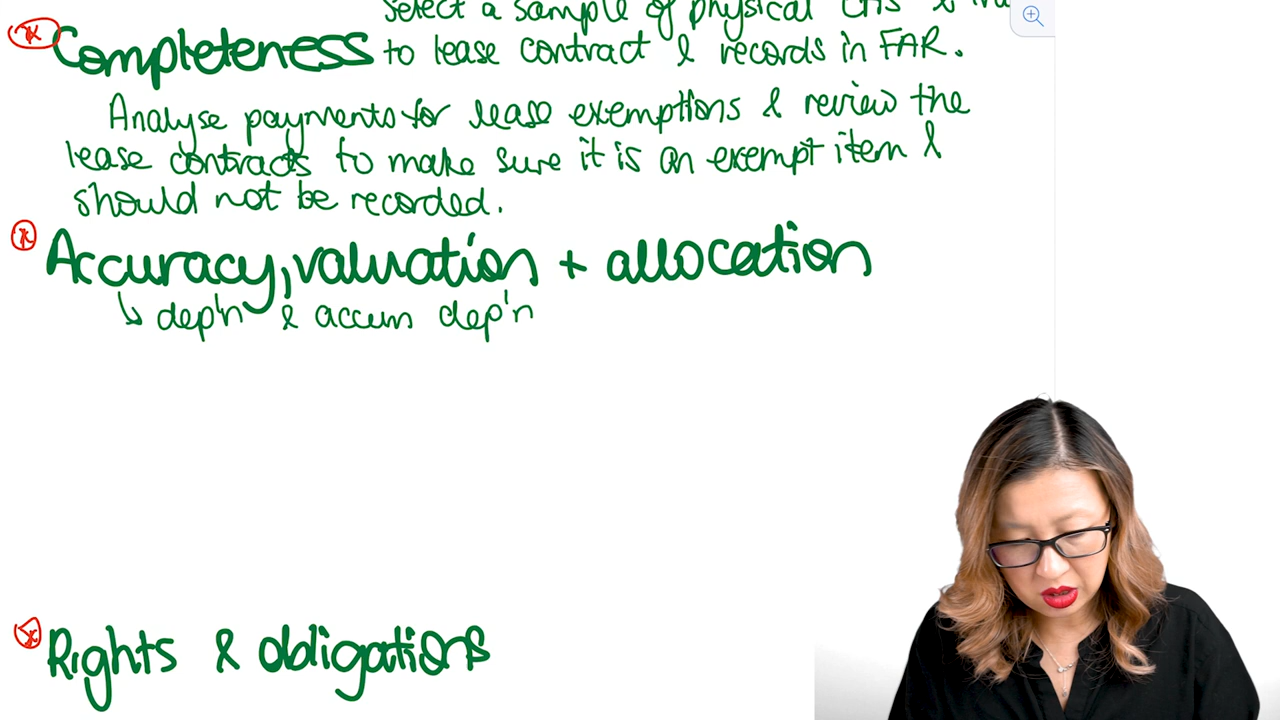 Select a sample of physical
Completeness to lease contract & records in FAR.
Analyse payments for lease exemptions & review the
lease contracts to make sure it is an exempt item &
should not be recorded.
Accuracy, valuation + allocation
↳ dep'n & accum dep'n
Rights & obligations